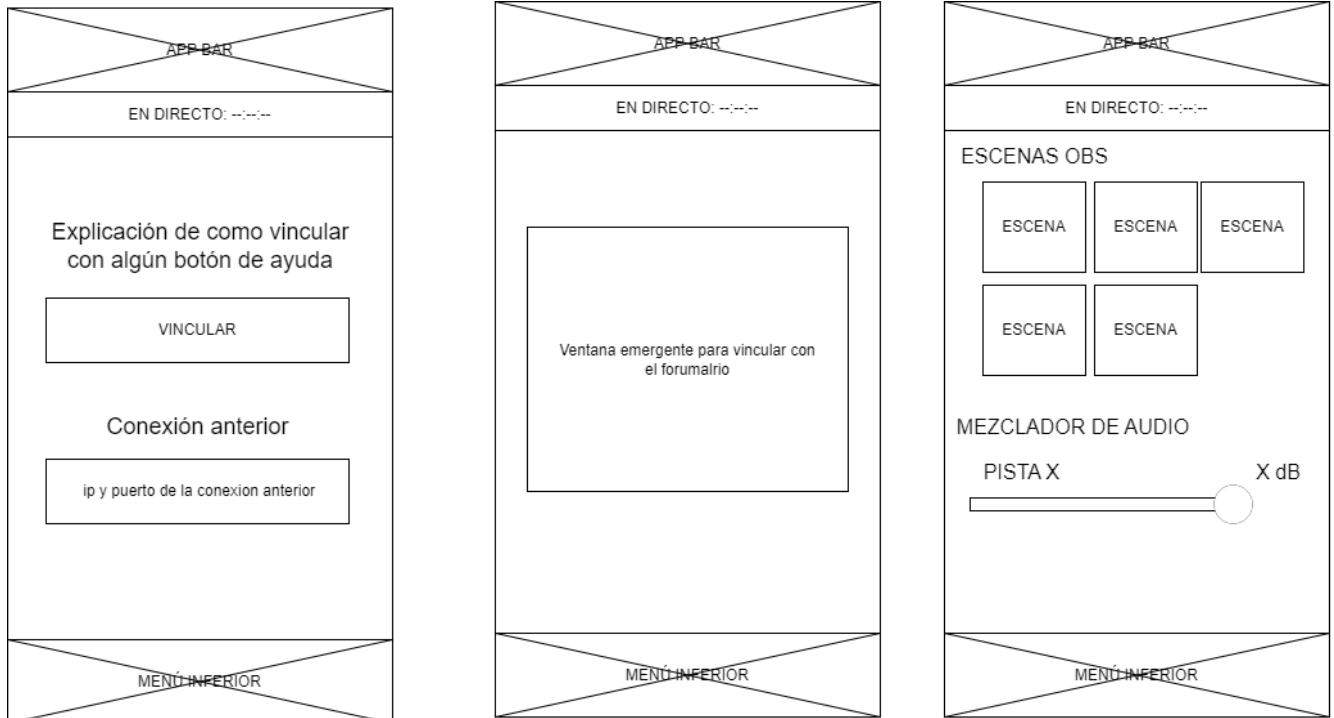 APP BAR
EN DIRECTO: --:--:--
Explicación de como vincular
con algún botón de ayuda
VINCULAR
Conexión anterior
ip y puerto de la conexion anterior
MENÚ INFERIOR
APP BAR
EN DIRECTO: --:--:--
Ventana emergente para vincular con
el forumalrio
MENÚ INFERIOR
APP BAR
EN DIRECTO: --:--:--
ESCENAS OBS
ESCENA ESCENA ESCENA
ESCENA ESCENA
MEZCLADOR DE AUDIO
PISTA X X dB
MENÚ INFERIOR